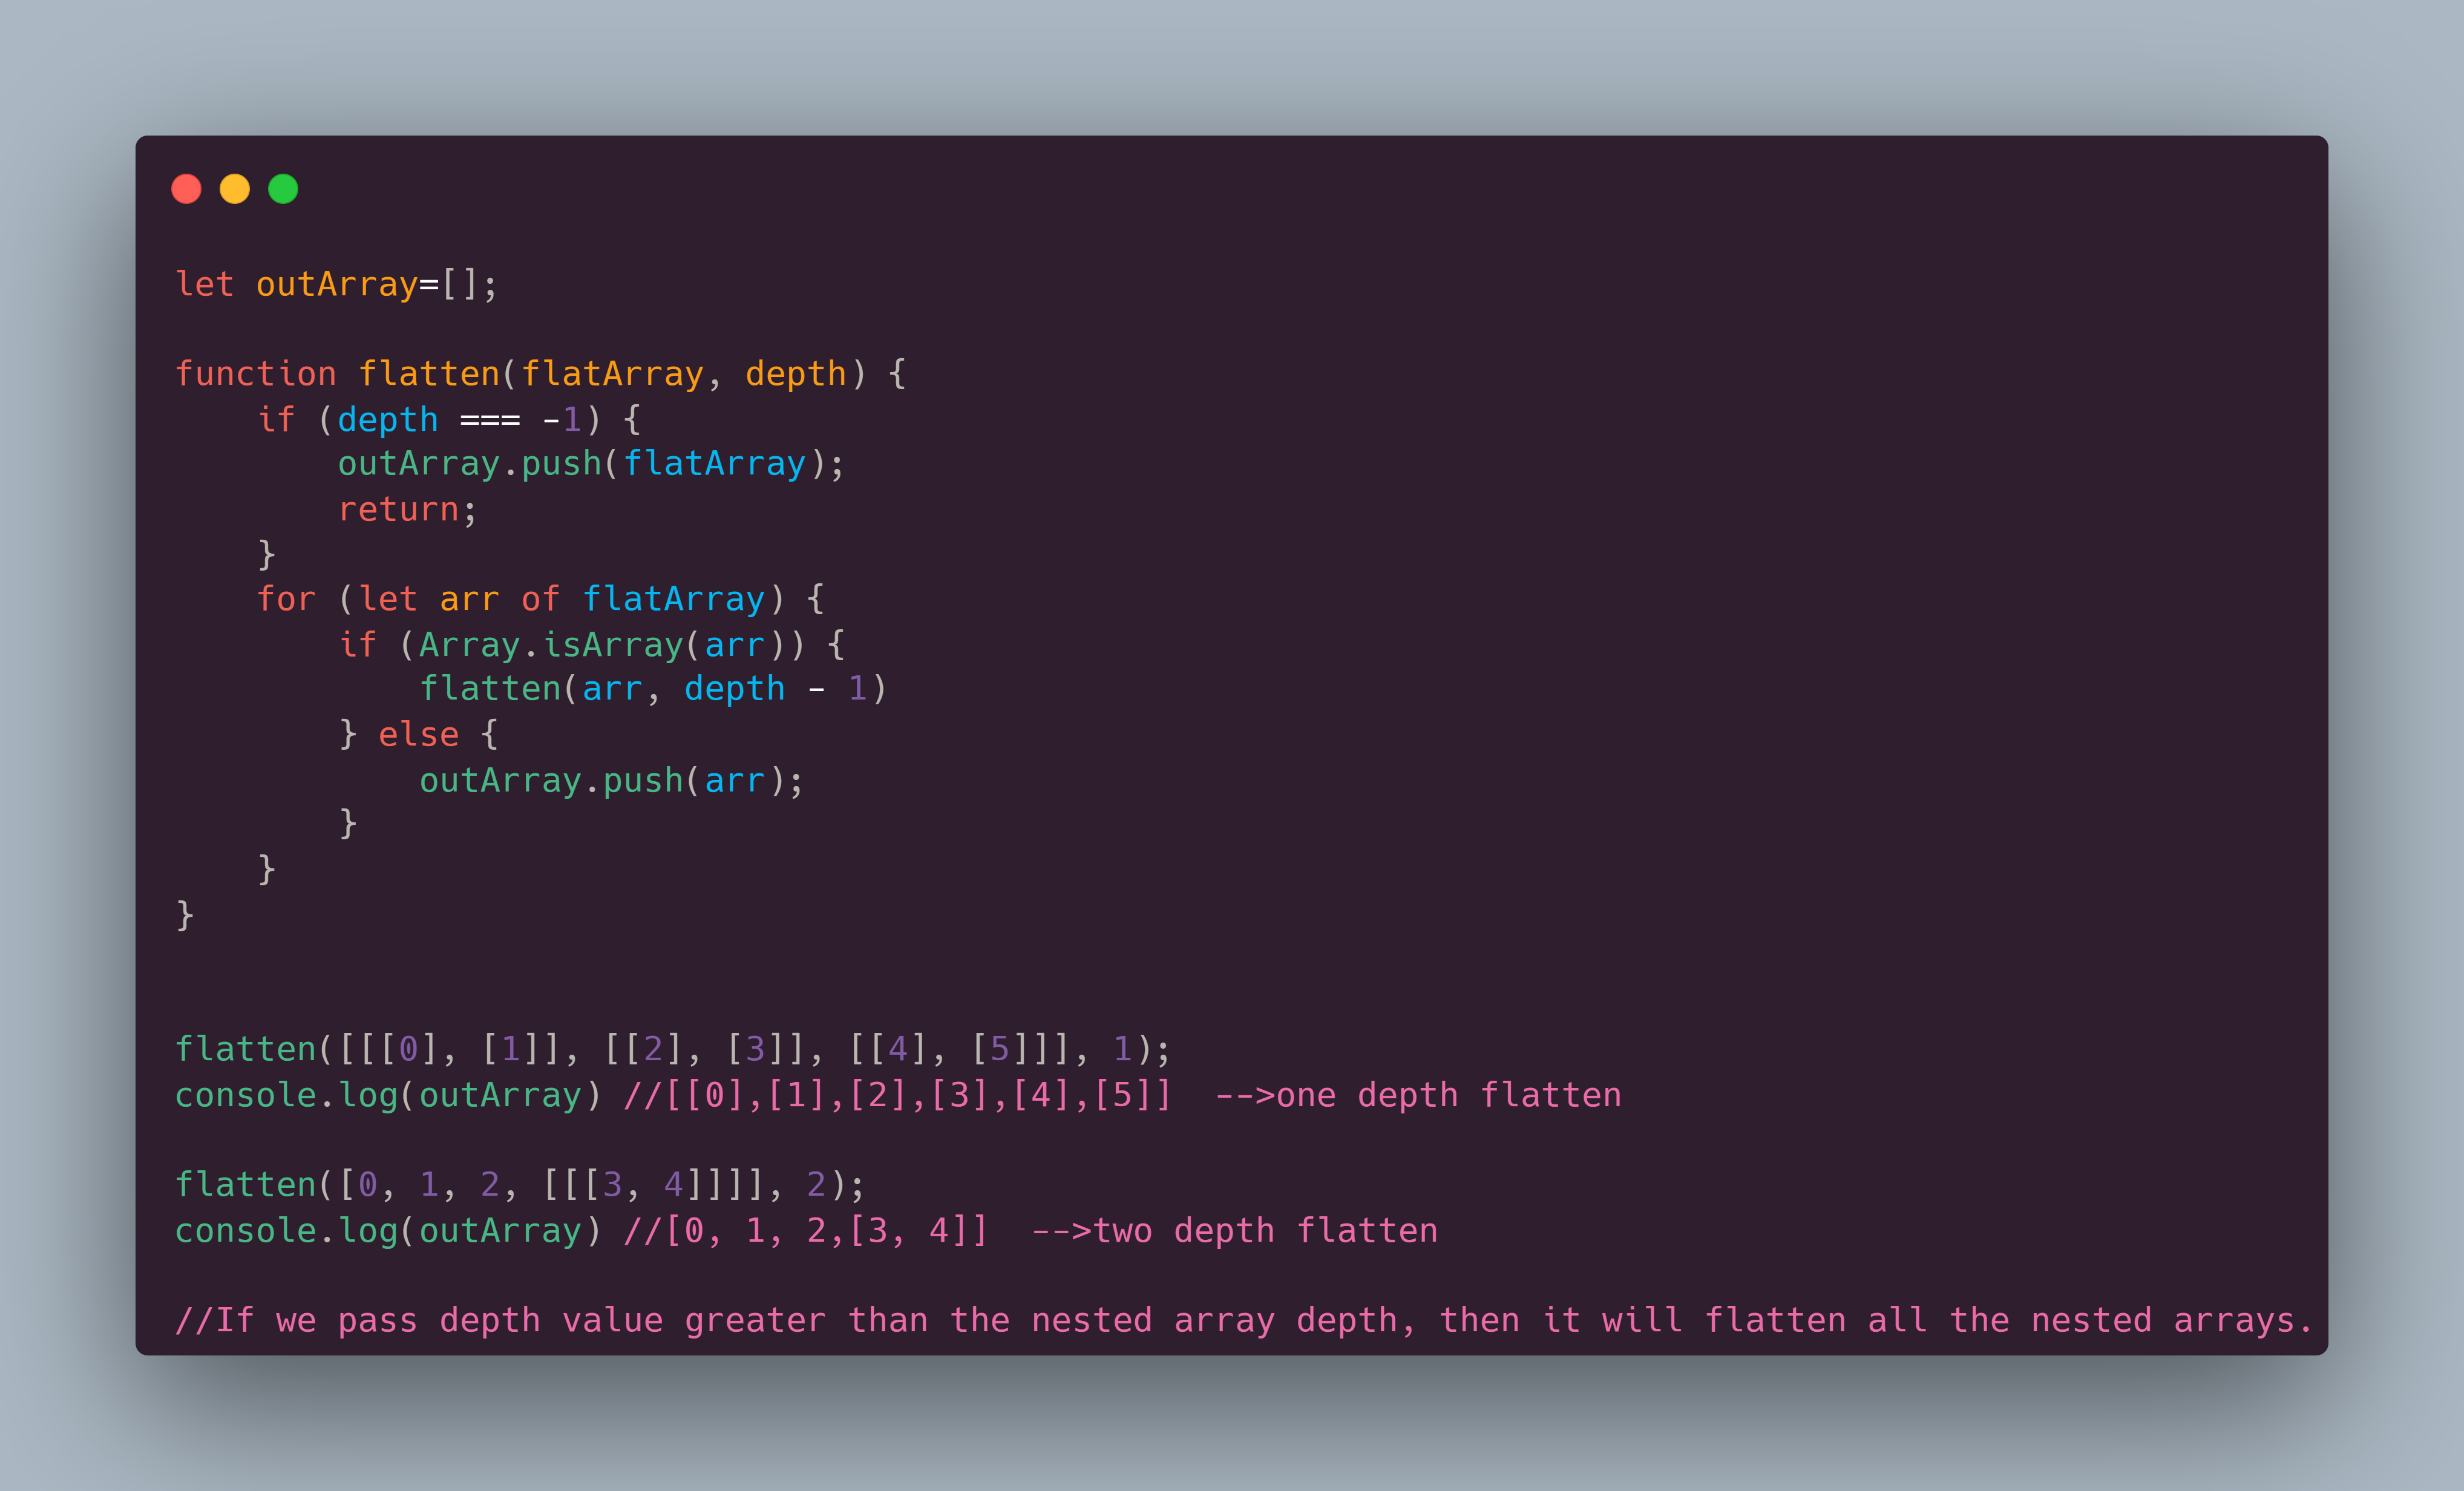 let outArray=[];
function flatten(flatArray, depth) {
    if (depth === -1) {
        outArray.push(flatArray);
        return;
    }
    for (let arr of flatArray) {
        if (Array.isArray(arr)) {
            flatten(arr, depth - 1)
        } else {
            outArray.push(arr);
        }
    }
}
flatten([[[0], [1]], [[2], [3]], [[4], [5]]], 1);
console.log(outArray) //[[0],[1],[2],[3],[4],[5]]  -->one depth flatten
flatten([0, 1, 2, [[[3, 4]]]], 2);
console.log(outArray) //[0, 1, 2,[3, 4]]  -->two depth flatten
//If we pass depth value greater than the nested array depth, then it will flatten all the nested arrays.